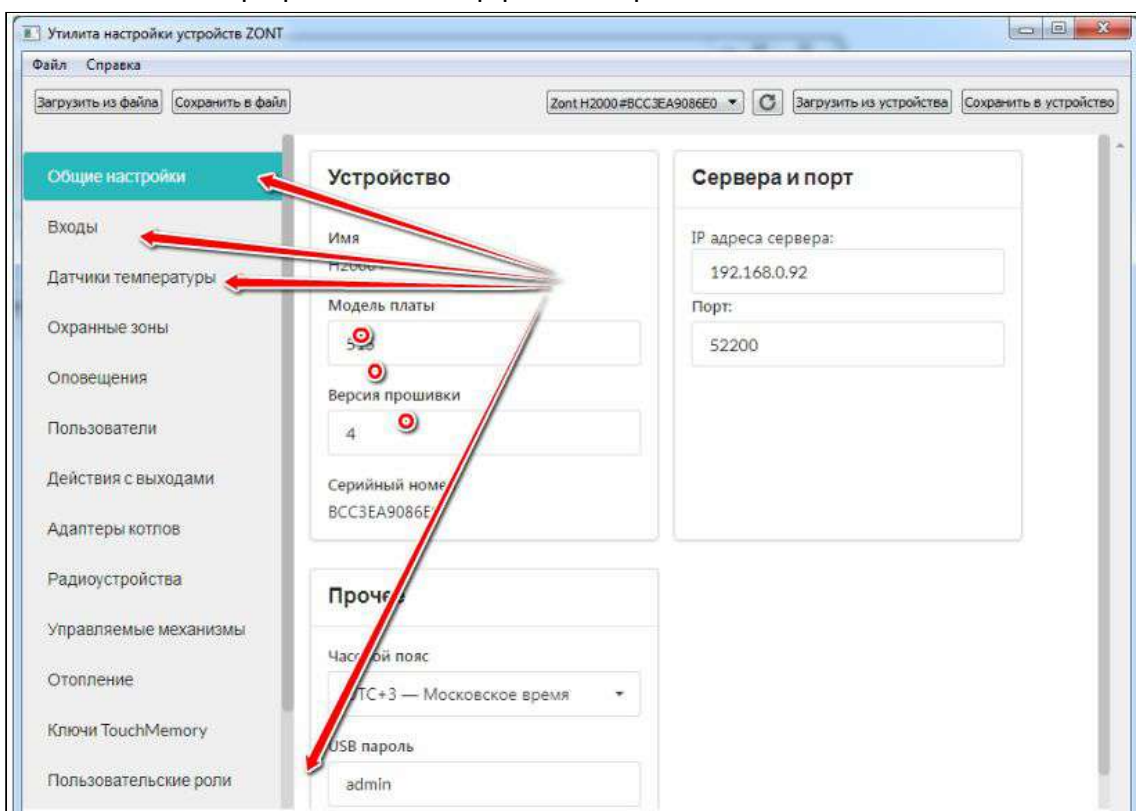 Утилита настройки устройств ZONT
Файл Справка
Загрузить из файла Сохранить в файл Zont H2000 #BCC3EA9086E0 Загрузить из устройства Сохранить в устройство
Общие настройки
Входы
Датчики температуры
Охранные зоны
Оповещения
Пользователи
Действия с выходами
Адаптеры котлов
Радиоустройства
Управляемые механизмы
Отопление
Ключи TouchMemory
Пользовательские роли
Устройство
Имя
Модель платы
Версия прошивки
4
Серийный
Сервера и порт
IP адреса сервера:
192.168.0.92
Порт:
52200
Прочее
Часовой пояс
UTC+3 — Московское время
USB пароль
admin